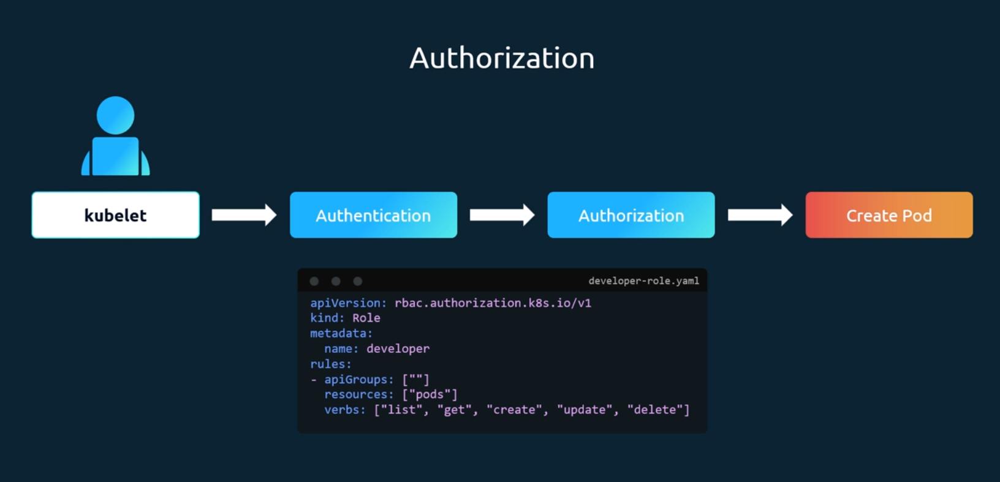 Authorization
kubelet
Authentication
Authorization
Create Pod
developer-role.yaml
apiVersion: rbac.authorization.k8s.io/v1
kind: Role
metadata:
  name: developer
rules:
- apiGroups: [""]
  resources: ["pods"]
  verbs: ["list", "get", "create", "update", "delete"]